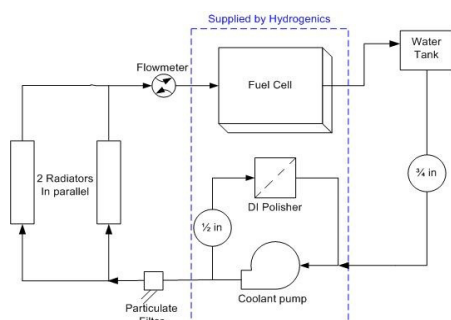 Supplied by Hydrogenics
Water
Tank
Flowmeter
Fuel Cell
2 Radiators
In parallel
¾ in
½ in
DI Polisher
Coolant pump
Particulate
Filter